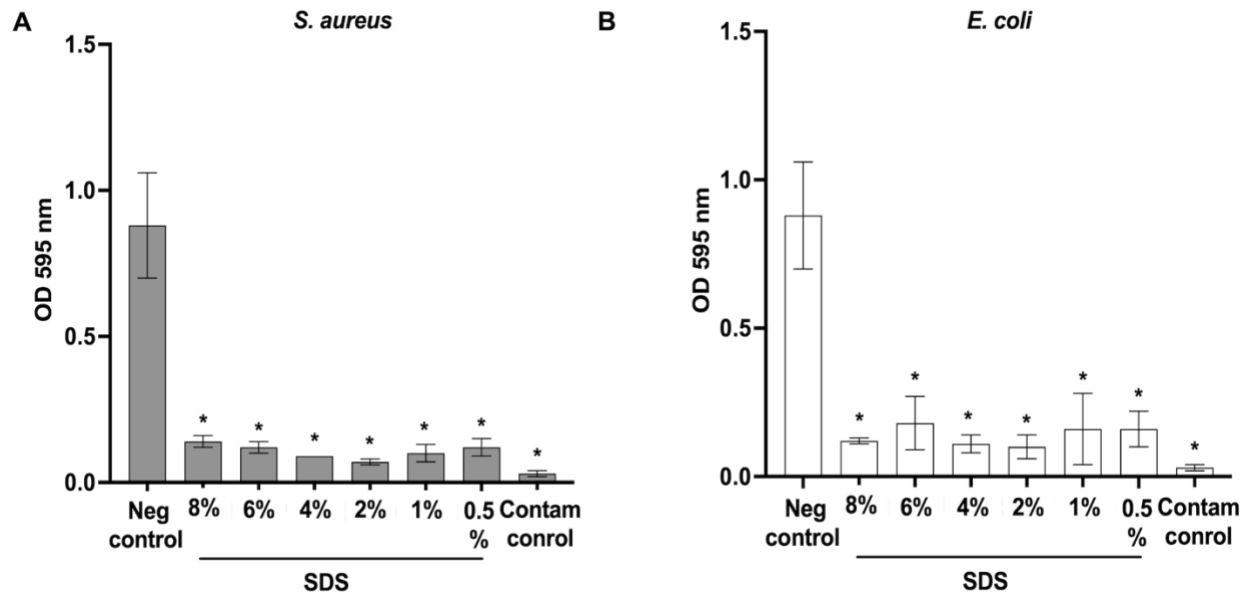 A
S. aureus
1.5
1.0
0.5
0.0
OD 595 nm
Neg control
8%
6%
4%
2%
1%
0.5 %
Contam conrol
* * * * * * *
SDS
B
E. coli
1.5
1.0
0.5
0.0
OD 595 nm
Neg control
8%
6%
4%
2%
1%
0.5 %
Contam conrol
* * * * * * *
SDS